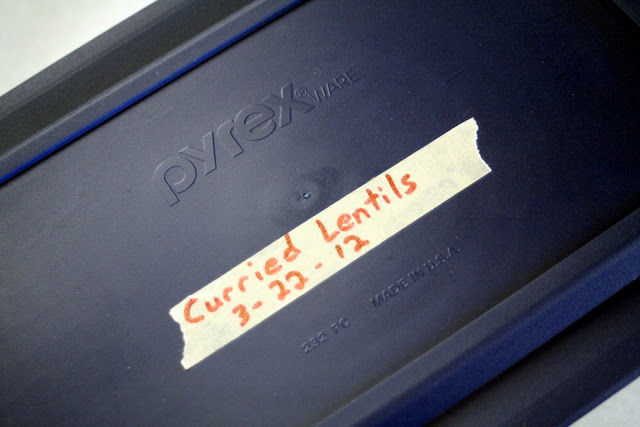 pyrex® WARE
Curried Lentils
3-22-12
232 PC MADE IN U.S.A.